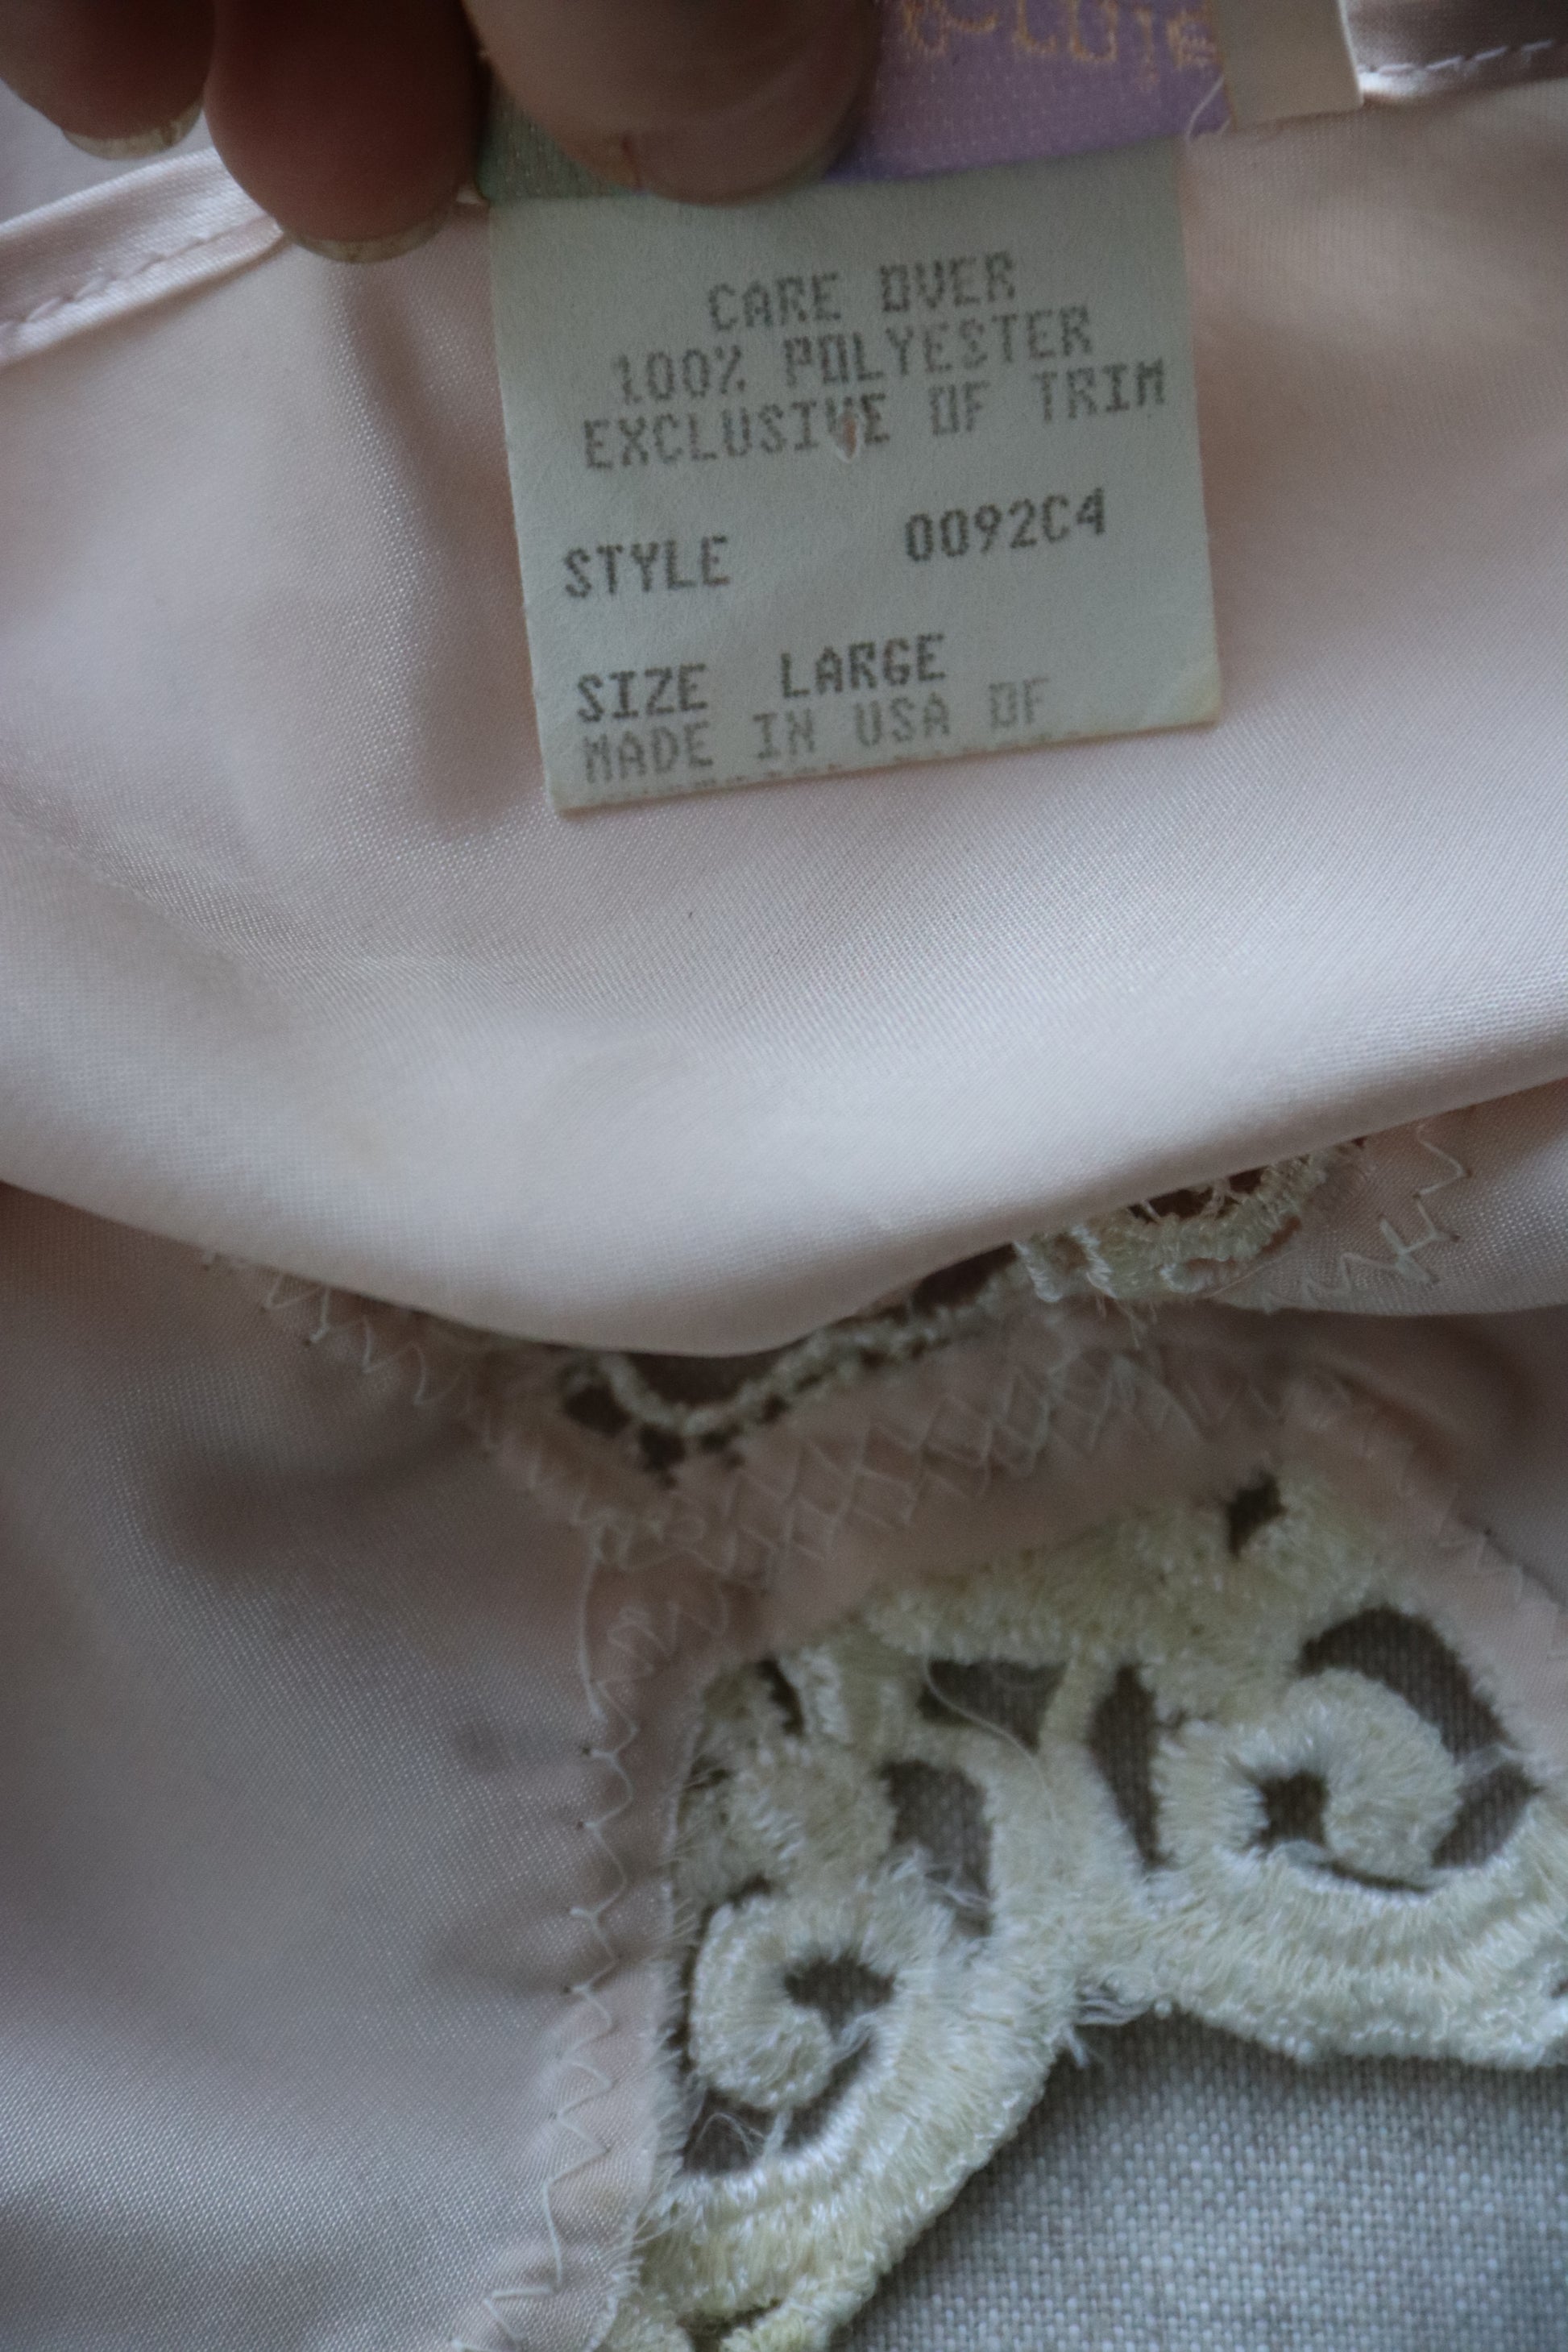 CARE OVER
100% POLYESTER
EXCLUSIVE OF TRIM
STYLE 0092C4
SIZE LARGE
MADE IN USA OF